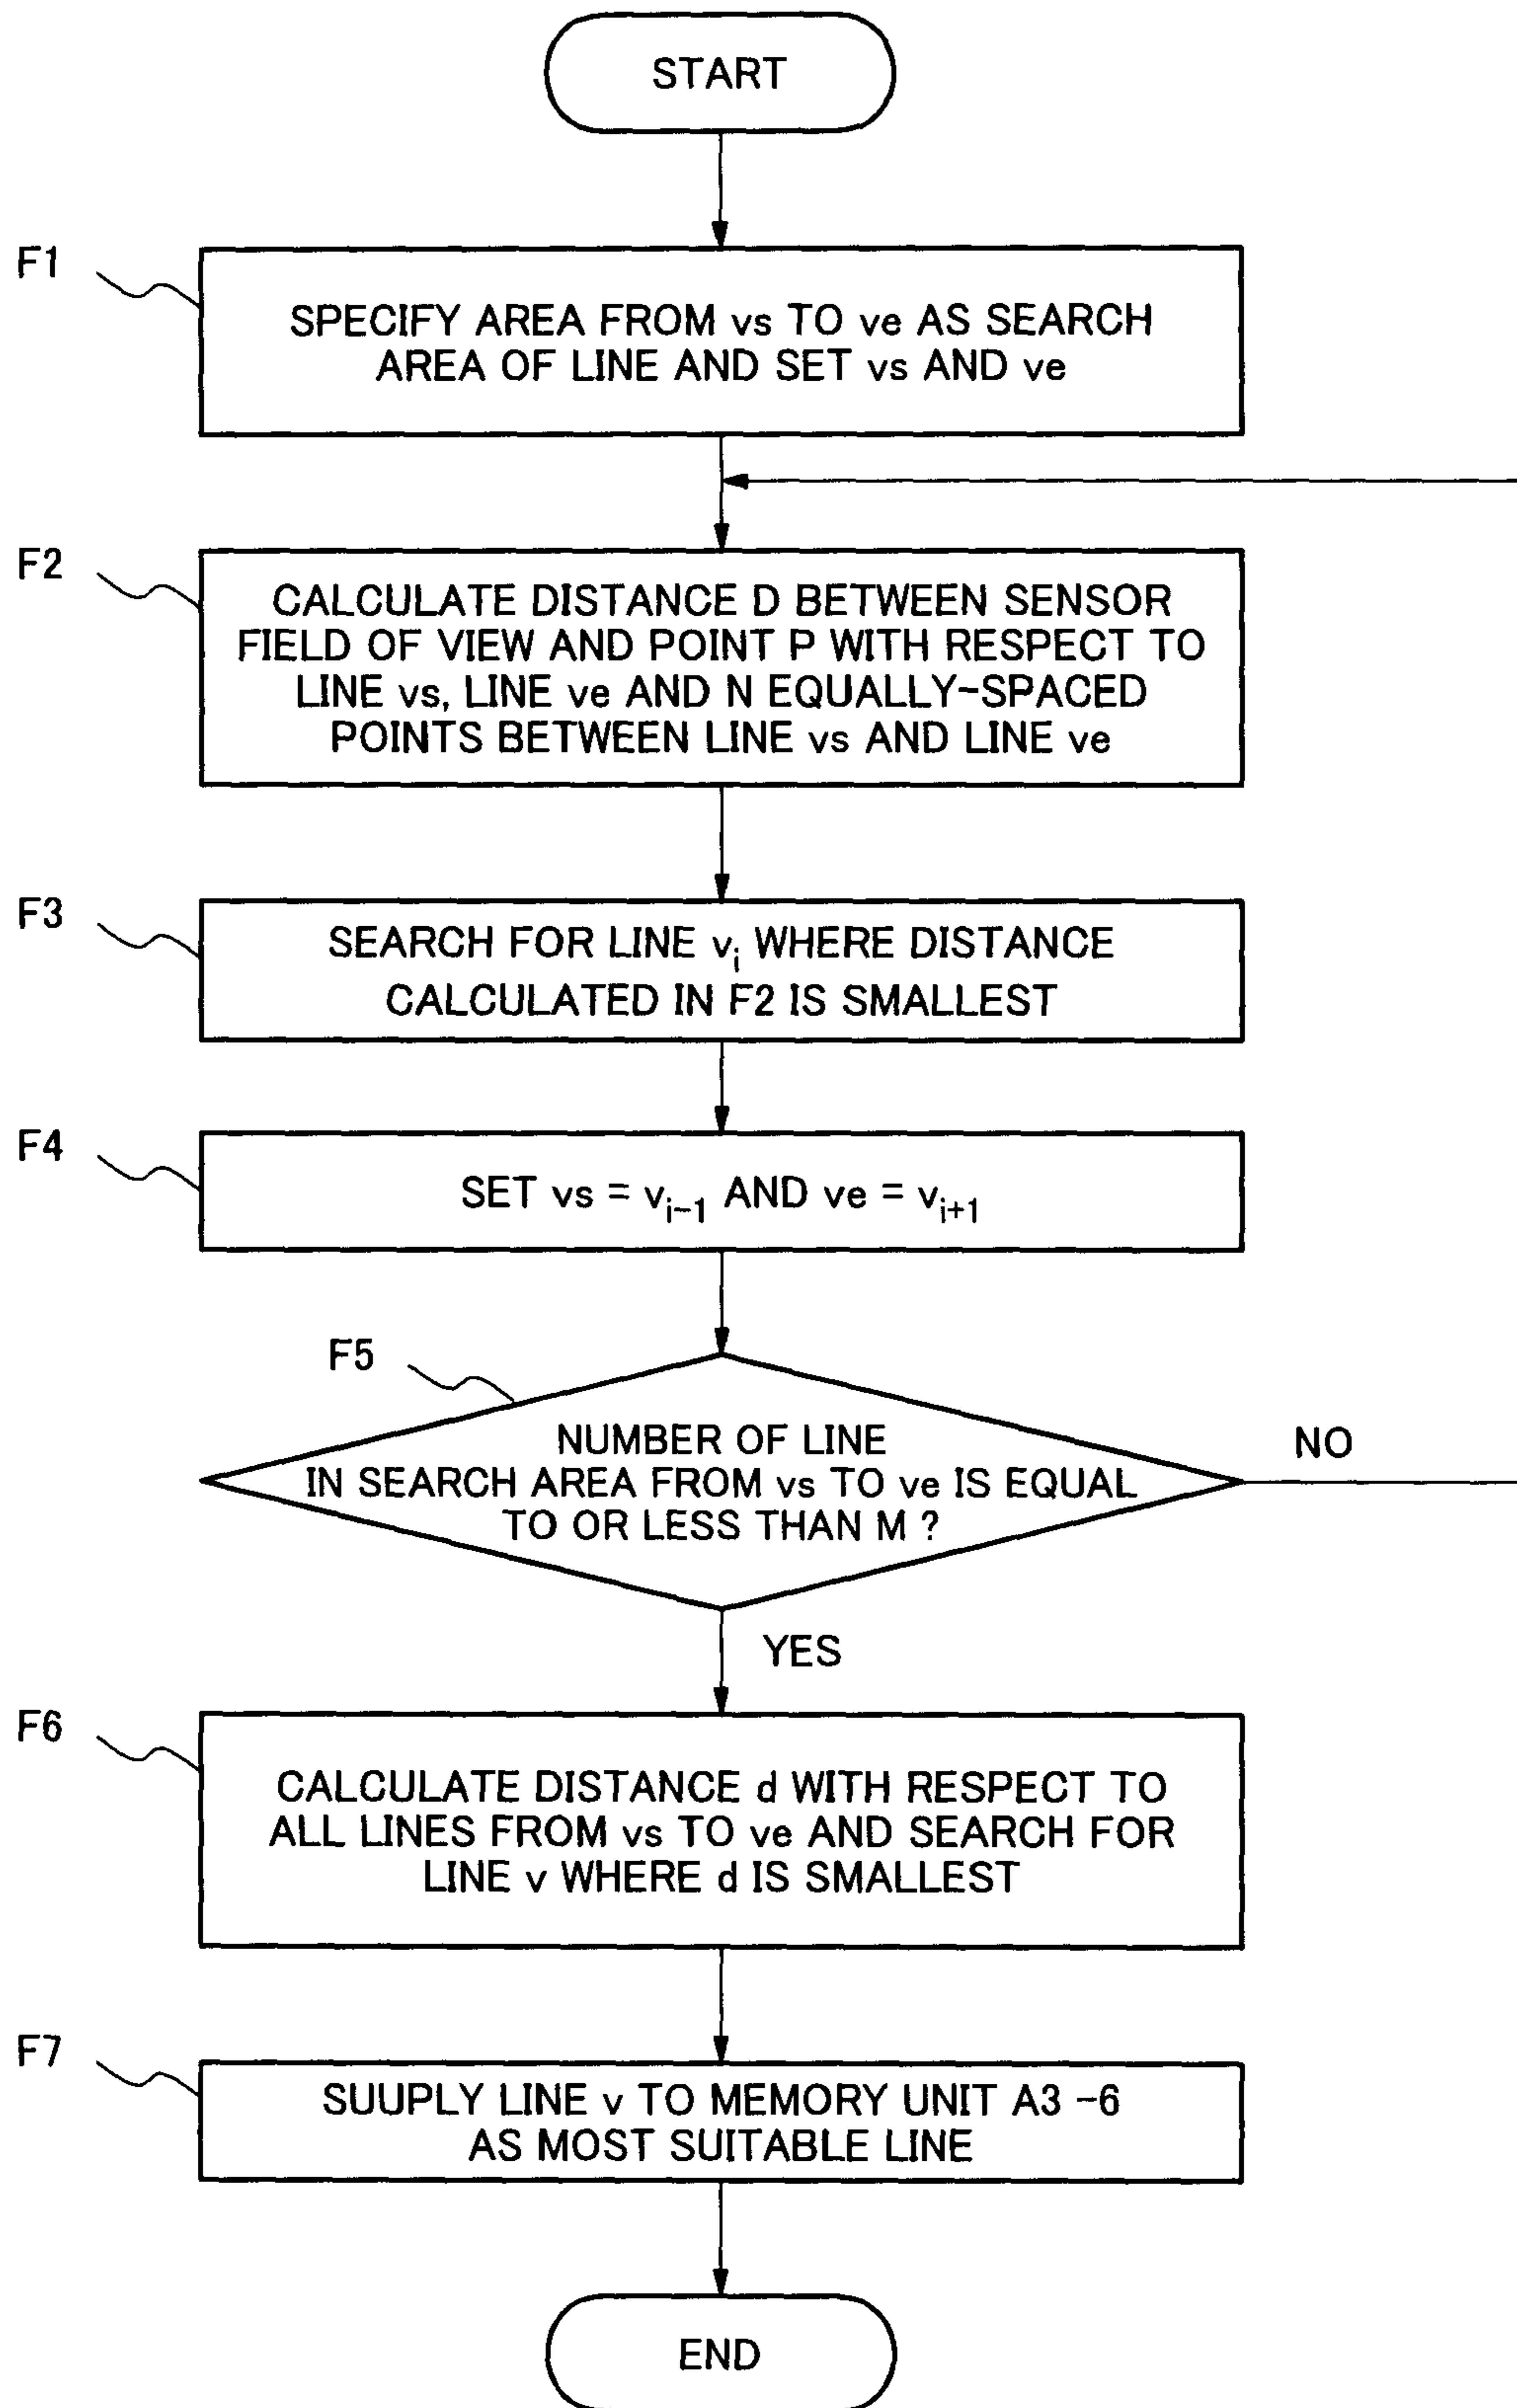 START
F1
SPECIFY AREA FROM vs TO ve AS SEARCH
AREA OF LINE AND SET vs AND ve
F2
CALCULATE DISTANCE D BETWEEN SENSOR
FIELD OF VIEW AND POINT P WITH RESPECT TO
LINE vs, LINE ve AND N EQUALLY-SPACED
POINTS BETWEEN LINE vs AND LINE ve
F3
SEARCH FOR LINE v_i WHERE DISTANCE
CALCULATED IN F2 IS SMALLEST
F4
SET vs = v_{i-1} AND ve = v_{i+1}
F5
NUMBER OF LINE
IN SEARCH AREA FROM vs TO ve IS EQUAL
TO OR LESS THAN M ?
NO
YES
F6
CALCULATE DISTANCE d WITH RESPECT TO
ALL LINES FROM vs TO ve AND SEARCH FOR
LINE v WHERE d IS SMALLEST
F7
SUUPLY LINE v TO MEMORY UNIT A3 -6
AS MOST SUITABLE LINE
END